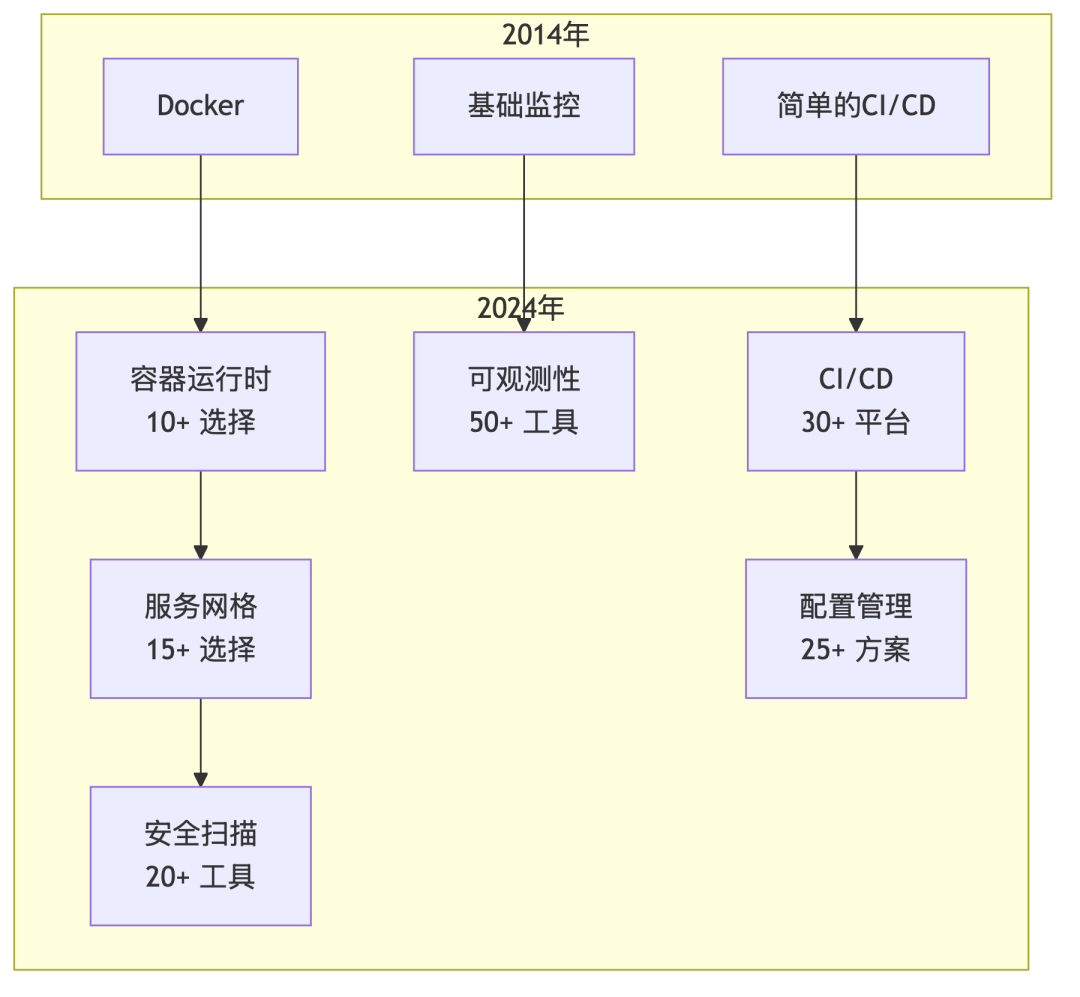 2014年
Docker
基础监控
简单的CI/CD
2024年
容器运行时
10+ 选择
可观测性
50+ 工具
CI/CD
30+ 平台
服务网格
15+ 选择
配置管理
25+ 方案
安全扫描
20+ 工具